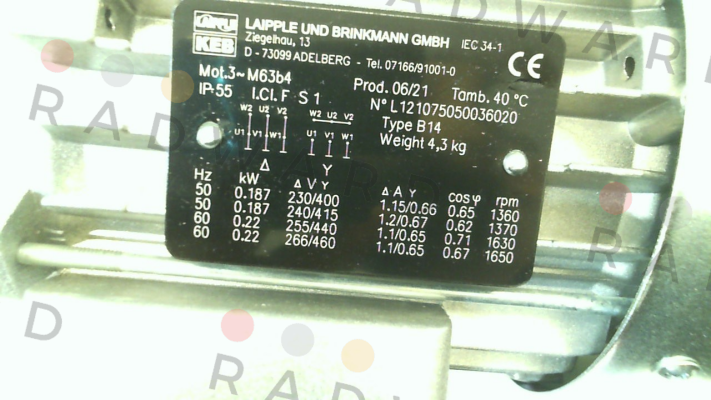 LAIPPLE LAIPPLE UND BRINKMANN GMBH IEC 34-1
KEB Ziegelhau, 13
D - 73099 ADELBERG - Tel. 07166/91001-0 CE
Mot.3~ M63b4 Prod. 06/21 Tamb. 40 °C
IP-55 I.Cl. F S 1 N° L121075050036020
W2 U2 V2 W2 U2 V2 Type B14
U1 V1 W1 U1 V1 W1 Weight 4,3 kg
Δ Y
Hz kW Δ V Y Δ A Y cosφ rpm
50 0.187 230/400 1.15/0.66 0.65 1360
50 0.187 240/415 1.2/0.67 0.62 1370
60 0.22 255/440 1.1/0.65 0.71 1630
60 0.22 266/460 1.1/0.65 0.67 1650
RADWARD
RADWARD
D
RADWARD